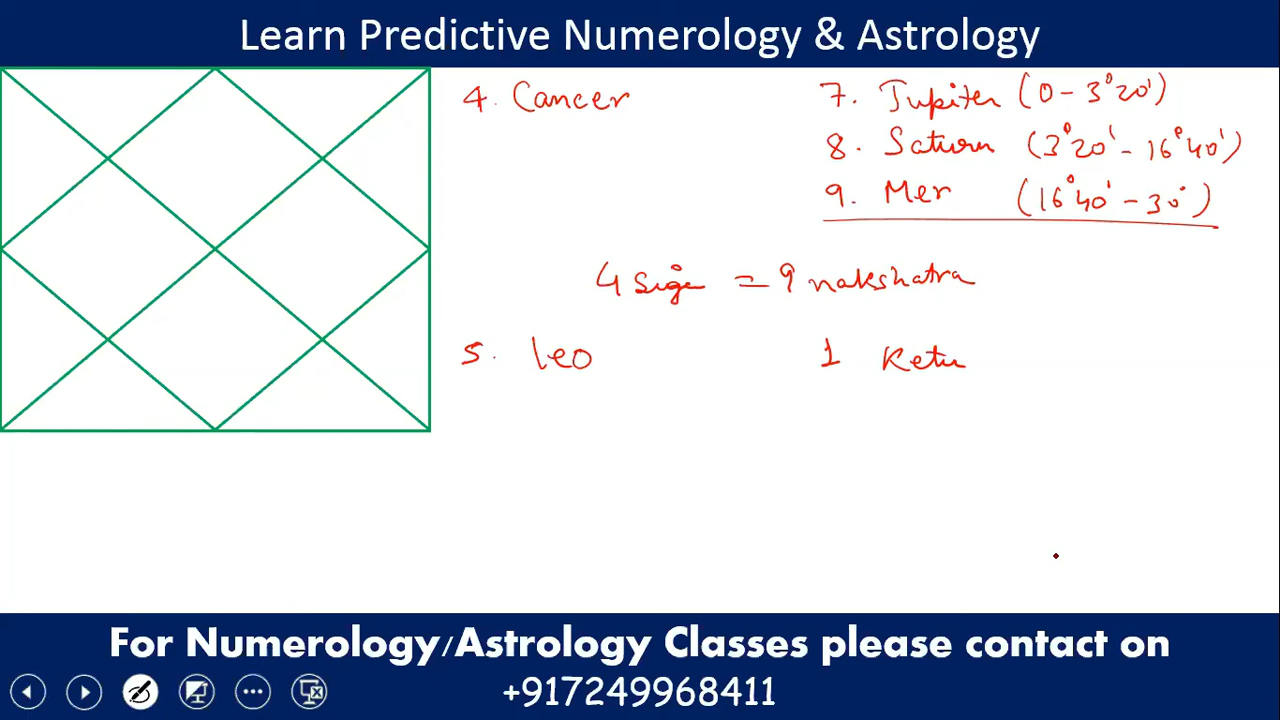 Learn Predictive Numerology & Astrology
4. Cancer 7. Jupiter (0 - 3°20')
8. Saturn (3°20' - 16°40')
9. Mer (16°40' - 30°)
4 sign = 9 nakshatra
5. leo 1 Ketu
For Numerology/Astrology Classes please contact on
+917249968411